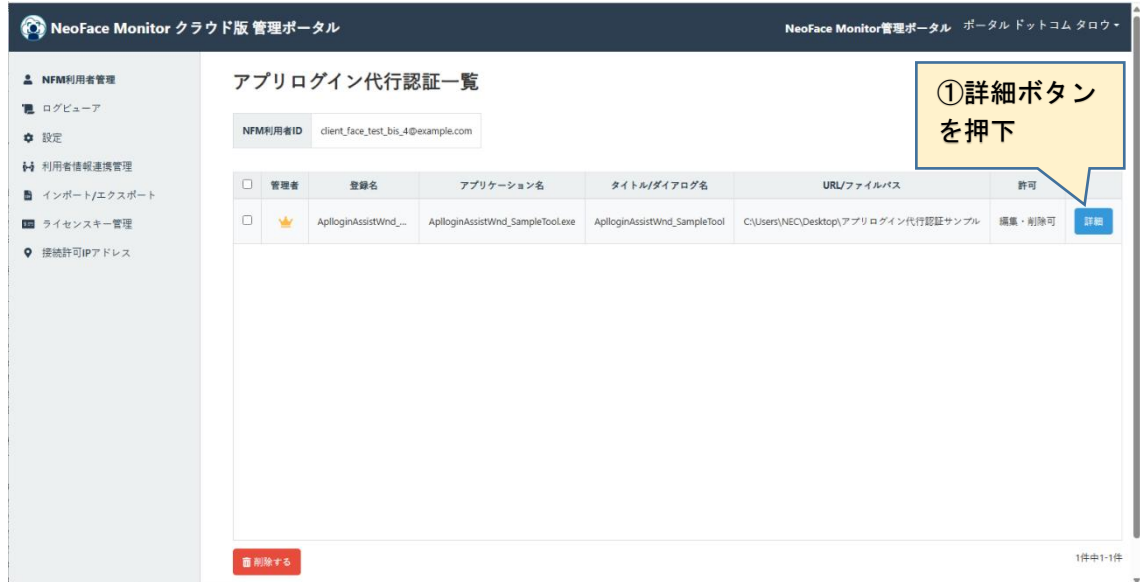 NeoFace Monitor クラウド版 管理ポータル
NeoFace Monitor管理ポータル ポータル ドットコム タロウ
NFM利用者管理
ログビューア
設定
利用者情報連携管理
インポート/エクスポート
ライセンスキー管理
接続許可IPアドレス
アプリログイン代行認証一覧
①詳細ボタン
を押下
NFM利用者ID client_face_test_bis_4@example.com
管理者 登録名 アプリケーション名 タイトル/ダイアログ名 URL/ファイルパス 許可
AplloginAssistWnd_... AplloginAssistWnd_SampleTool.exe AplloginAssistWnd_SampleTool C:\Users\NEC\Desktop\アプリログイン代行認証サンプル 編集・削除可 詳細
削除する
1件中1-1件